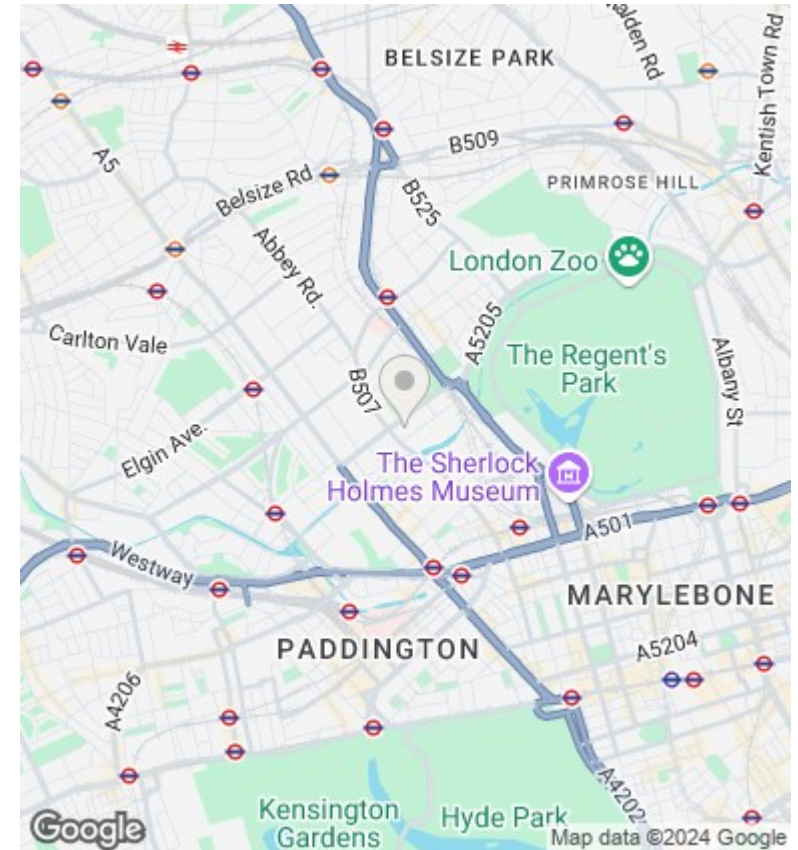 BELSIZE PARK
Kentish Town Rd
A5
B509
Belsize Rd
B525
PRIMROSE HILL
Abbey Rd.
London Zoo
Carlton Vale
A5205
The Regent's
Park
Albany St
B507
Elgin Ave.
The Sherlock
Holmes Museum
A501
Westway
MARYLEBONE
PADDINGTON
A5204
A4206
A4202
Kensington
Gardens
Hyde Park
Google
Map data ©2024 Google